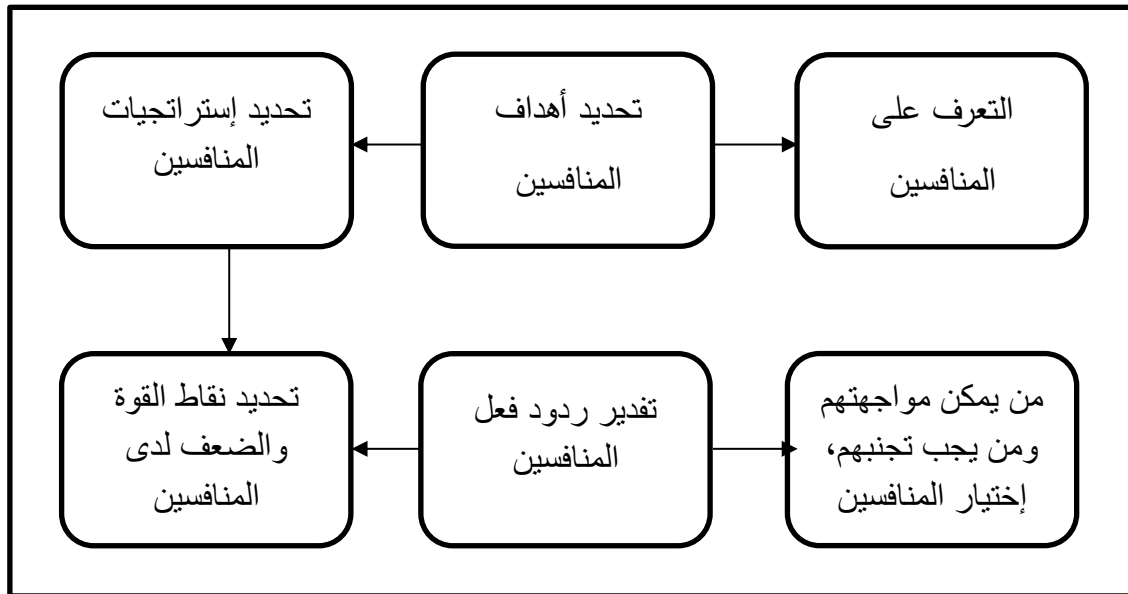 التعرف على
المنافسين
تحديد أهداف
المنافسين
تحديد إستراتجيات
المنافسين
من يمكن مواجهتهم
ومن يجب تجنبهم،
إختيار المنافسين
تفدير ردود فعل
المنافسين
تحديد نقاط القوة
والضعف لدى
المنافسين